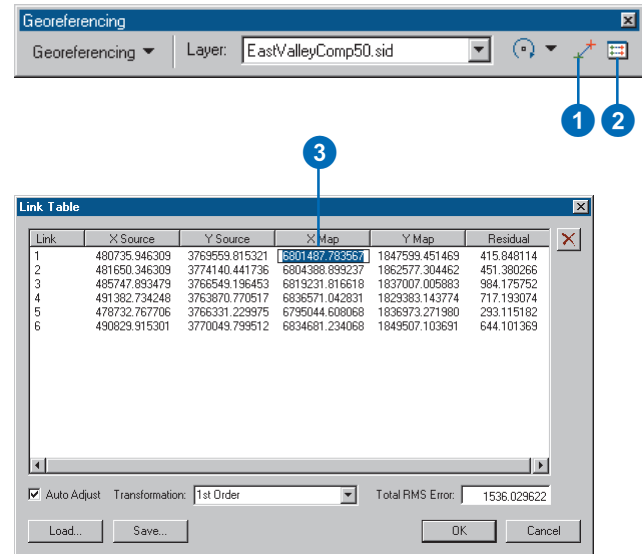 Georeferencing
Georeferencing Layer: EastValleyComp50.sid
1 2
3
Link Table
Link X Source Y Source X Map Y Map Residual
1 480735.946309 3769559.815321 6801487.783567 1847599.451469 415.848114
2 481650.346309 3774140.441736 6804388.899237 1862577.304462 451.380266
3 485747.893479 3766549.196453 6819231.816618 1837007.005883 984.175752
4 491382.734248 3763870.770517 6836571.042831 1829383.143774 717.193074
5 478732.767706 3766331.229975 6795044.608068 1836973.271980 293.115182
6 490829.915301 3770049.799512 6834681.234068 1849507.103691 644.101369
Auto Adjust Transformation: 1st Order Total RMS Error: 1536.029622
Load... Save... OK Cancel